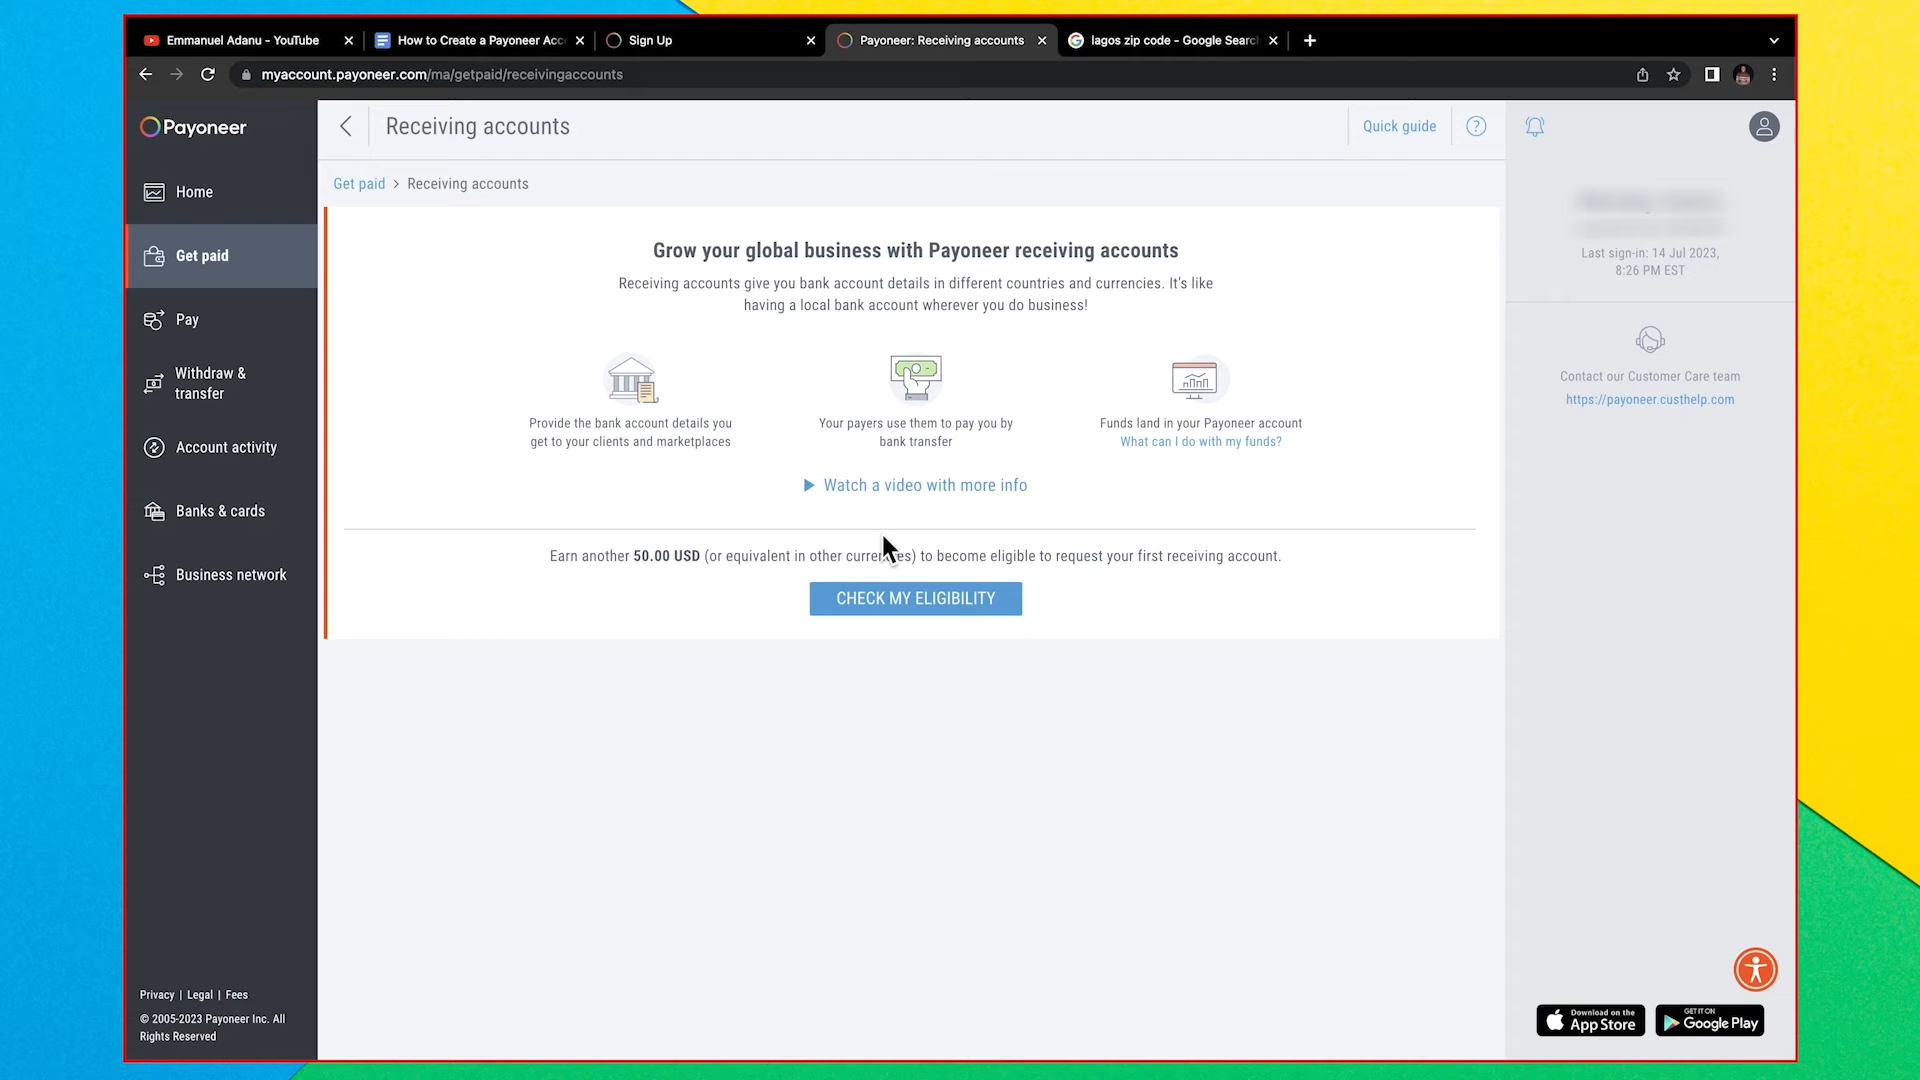 Emmanuel Adanu - YouTube
How to Create a Payoneer Acc
Sign Up
Payoneer: Receiving accounts
lagos zip code - Google Searc
myaccount.payoneer.com/ma/getpaid/receivingaccounts
Payoneer
Home
Get paid
Pay
Withdraw &
transfer
Account activity
Banks & cards
Business network
Privacy | Legal | Fees
© 2005-2023 Payoneer Inc. All
Rights Reserved
Receiving accounts
Quick guide
Get paid > Receiving accounts
Grow your global business with Payoneer receiving accounts
Receiving accounts give you bank account details in different countries and currencies. It's like
having a local bank account wherever you do business!
Provide the bank account details you
get to your clients and marketplaces
Your payers use them to pay you by
bank transfer
Funds land in your Payoneer account
What can I do with my funds?
Watch a video with more info
Earn another 50.00 USD (or equivalent in other currencies) to become eligible to request your first receiving account.
CHECK MY ELIGIBILITY
Last sign-in: 14 Jul 2023,
8:26 PM EST
Contact our Customer Care team
https://payoneer.custhelp.com
Download on the
App Store
GET IT ON
Google Play